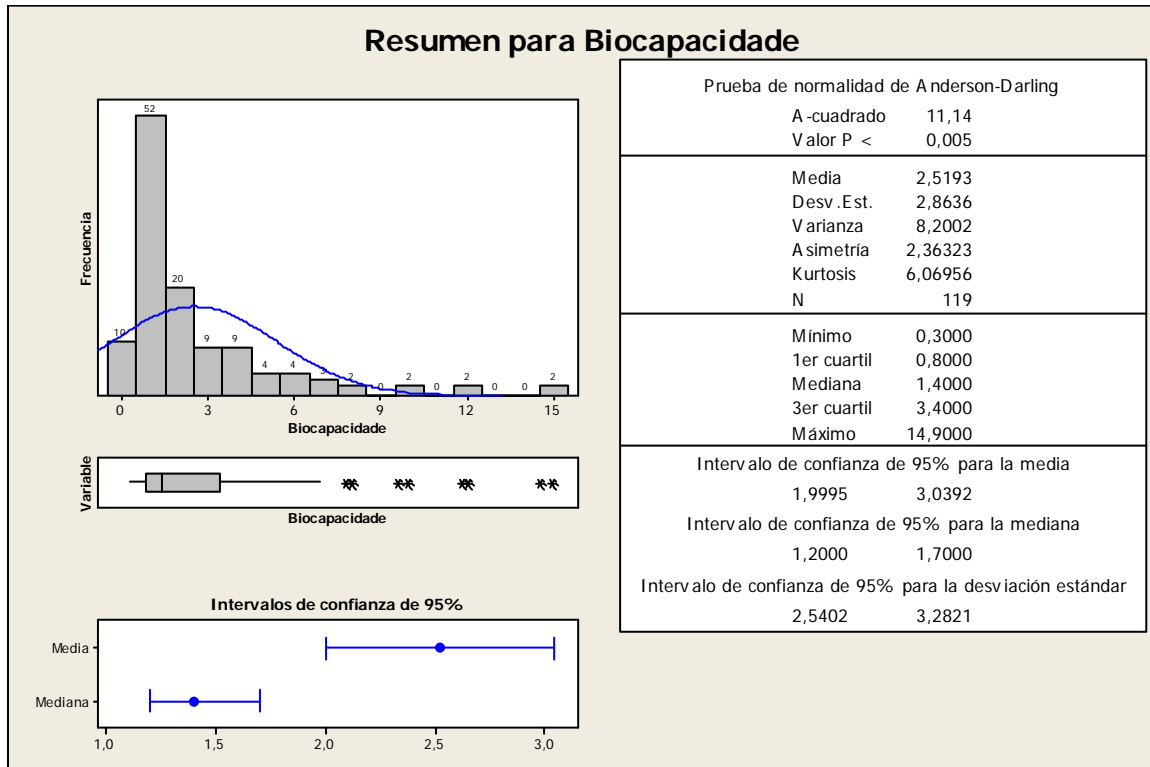 Resumen para Biocapacidade
52
20
10
9
9
4
4
3
2
0
2
0
2
0
0
2
Frecuencia
0 3 6 9 12 15
Biocapacidade
Variable
Biocapacidade
Intervalos de confianza de 95%
Media
Mediana
1,0 1,5 2,0 2,5 3,0
Prueba de normalidad de Anderson-Darling
A-cuadrado 11,14
Valor P < 0,005
Media 2,5193
Desv.Est. 2,8636
Varianza 8,2002
Asimetría 2,36323
Kurtosis 6,06956
N 119
Mínimo 0,3000
1er cuartil 0,8000
Mediana 1,4000
3er cuartil 3,4000
Máximo 14,9000
Intervalo de confianza de 95% para la media
1,9995 3,0392
Intervalo de confianza de 95% para la mediana
1,2000 1,7000
Intervalo de confianza de 95% para la desviación estándar
2,5402 3,2821